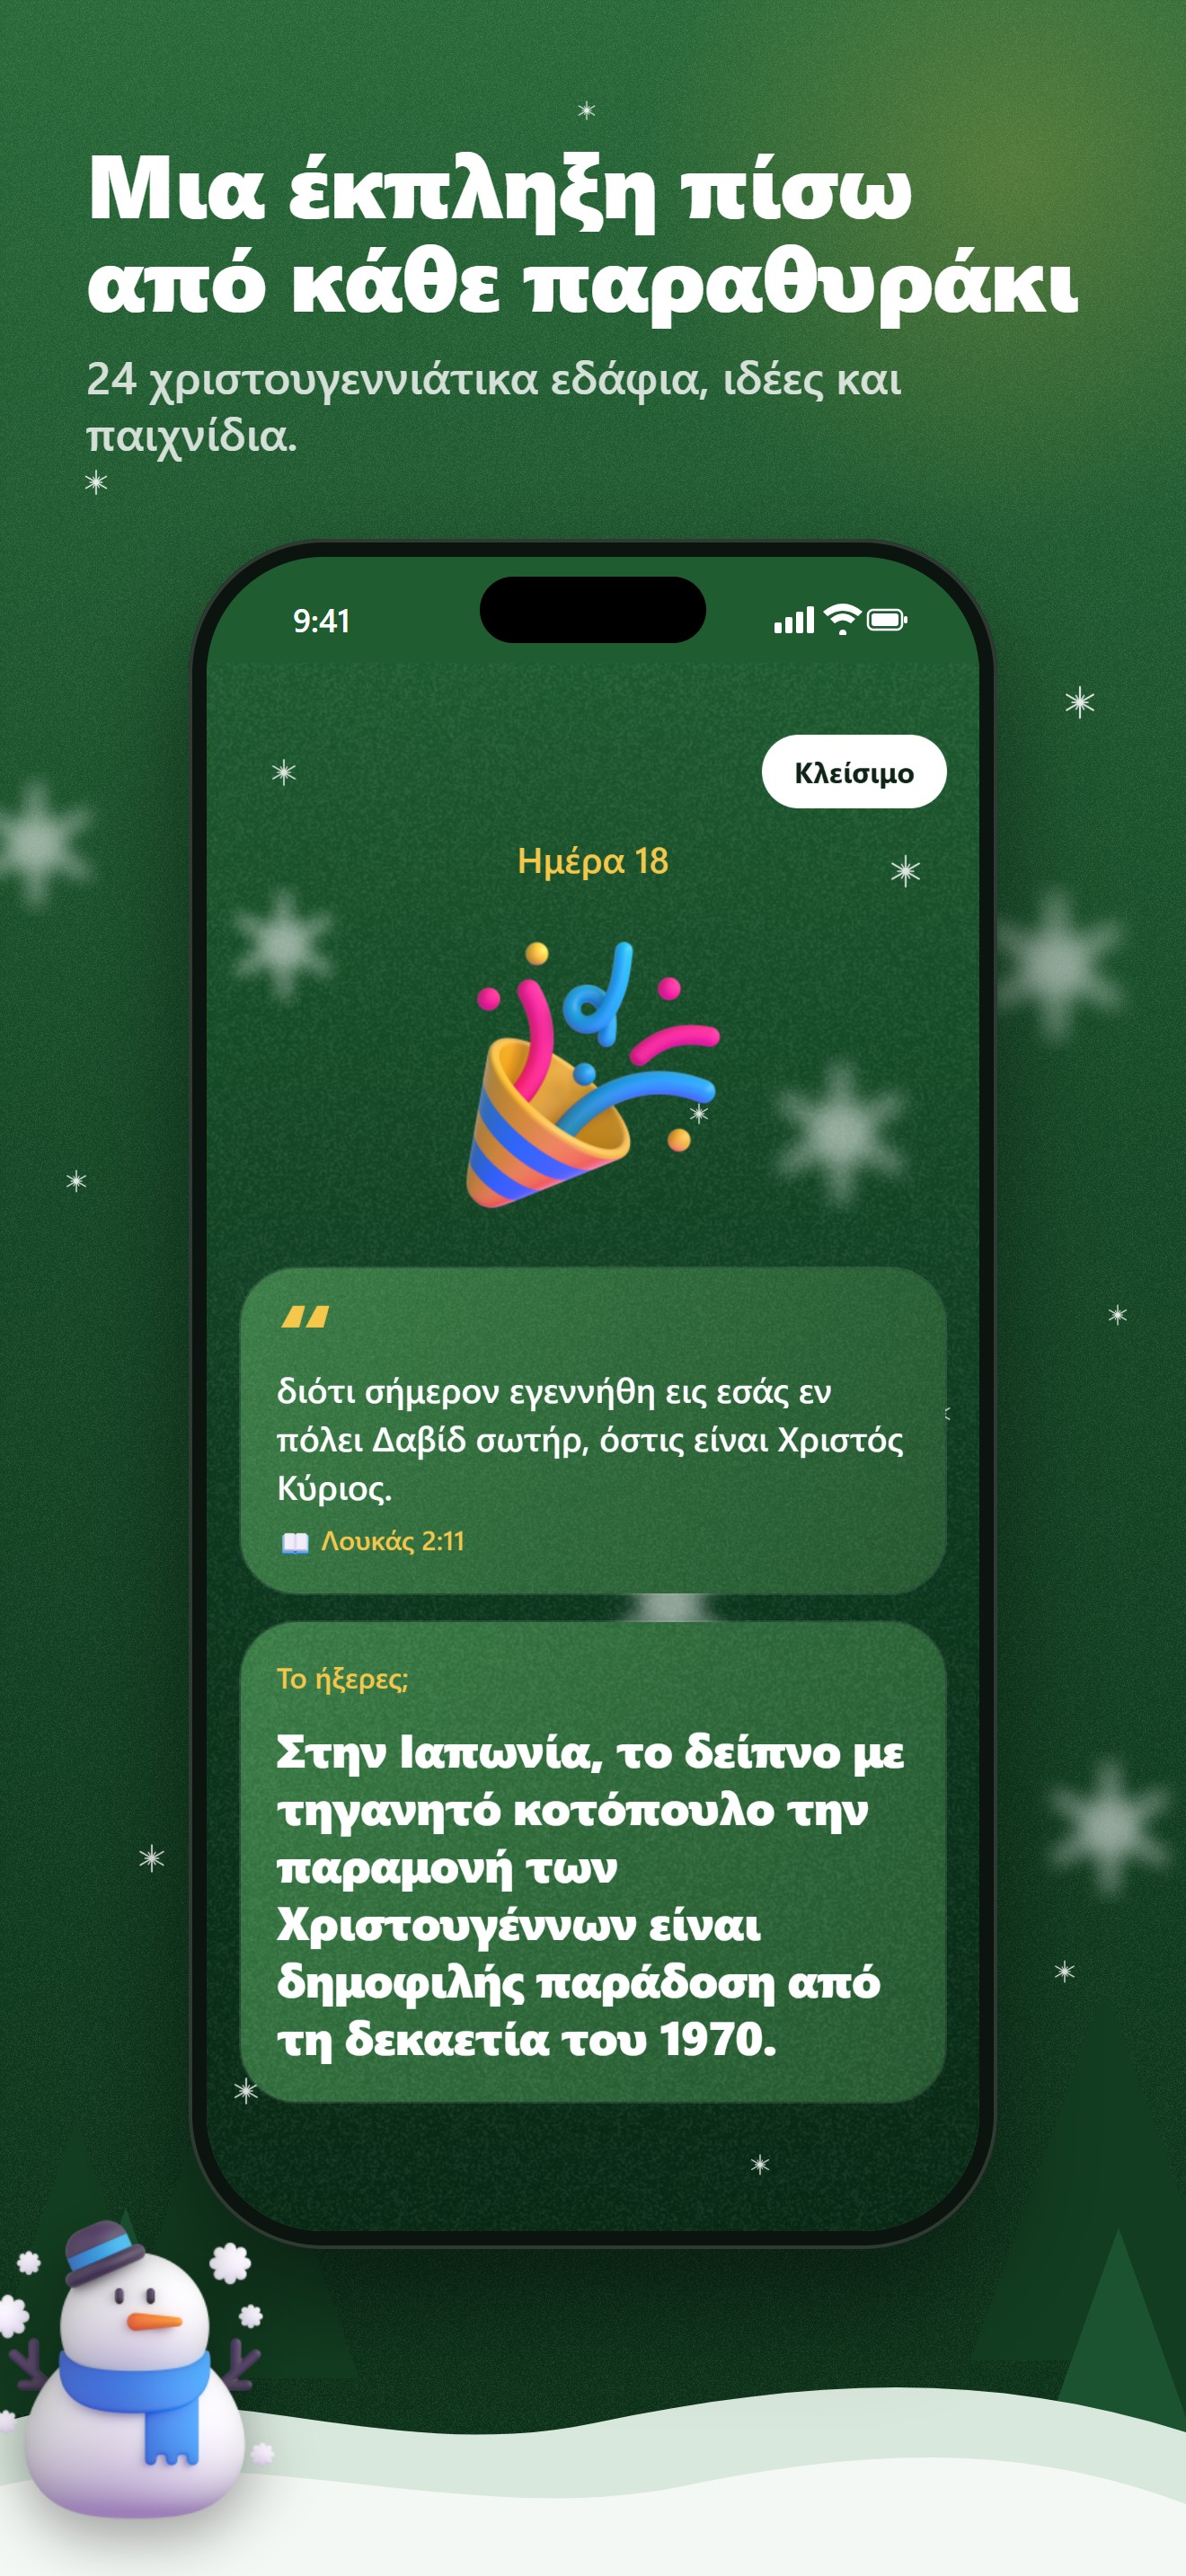 Μια έκπληξη πίσω
από κάθε παραθυράκι
24 χριστουγεννιάτικα εδάφια, ιδέες και
παιχνίδια.
9:41
Κλείσιμο
Ημέρα 18
"
διότι σήμερον εγεννήθη εις εσάς εν
πόλει Δαβίδ σωτήρ, όστις είναι Χριστός
Κύριος.
Λουκάς 2:11
Το ήξερες;
Στην Ιαπωνία, το δείπνο με
τηγανητό κοτόπουλο την
παραμονή των
Χριστουγέννων είναι
δημοφιλής παράδοση από
τη δεκαετία του 1970.